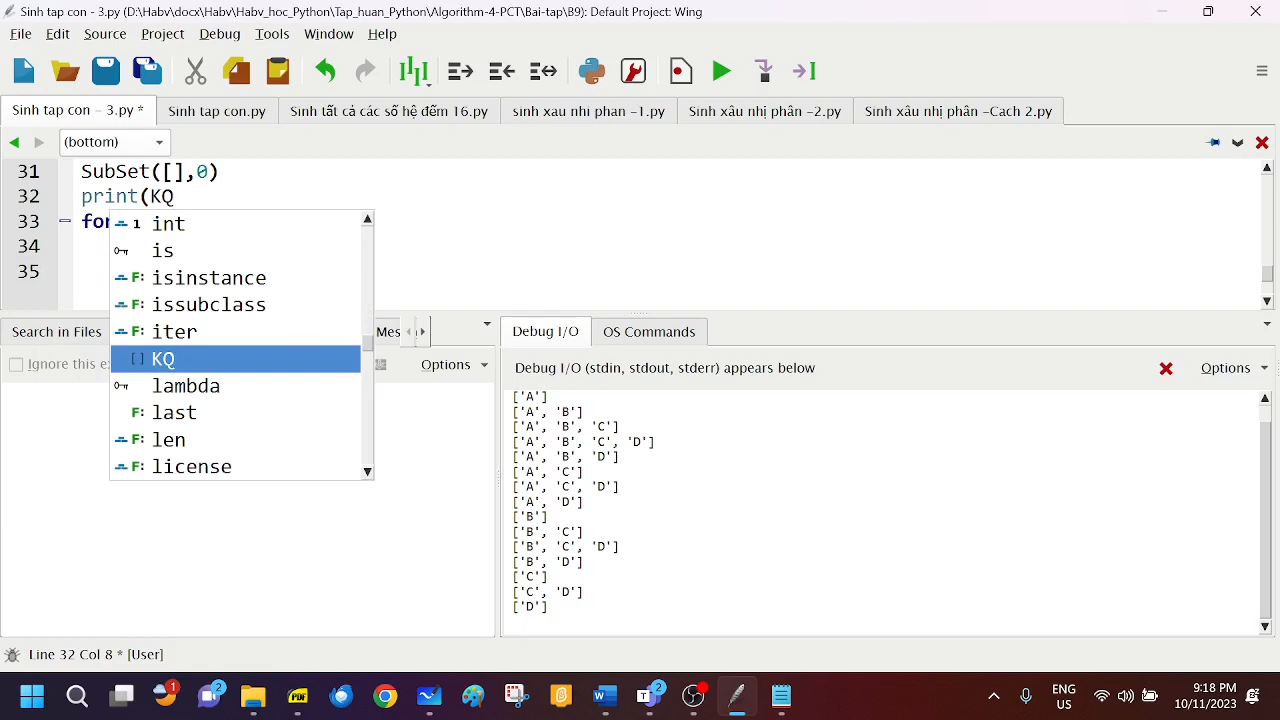 Sinh tap con - 3.py (D:\Habv\docx\Habv\Habv_hoc_Python\Tap_huan_Python\Algorithm-4-PCT\Bai-tap\B9): Default Project: Wing
File Edit Source Project Debug Tools Window Help
Sinh tap con – 3.py * Sinh tap con.py Sinh tất cả các số hệ đếm 16.py sinh xau nhi phan –1.py Sinh xâu nhị phân –2.py Sinh xâu nhị phân –Cach 2.py
(bottom)
31 SubSet([],0)
32 print(KQ
33 for
34
35
1 int
is
F: isinstance
F: issubclass
F: iter
[] KQ
lambda
F: last
F: len
F: license
Search in Files Mes Debug I/O OS Commands
Ignore this e Options Debug I/O (stdin, stdout, stderr) appears below Options
['A']
['A', 'B']
['A', 'B', 'C']
['A', 'B', 'C', 'D']
['A', 'B', 'D']
['A', 'C']
['A', 'C', 'D']
['A', 'D']
['B']
['B', 'C']
['B', 'C', 'D']
['B', 'D']
['C']
['C', 'D']
['D']
Line 32 Col 8 * [User]
1 2 PDF 2 ENG US 9:18 PM 10/11/2023